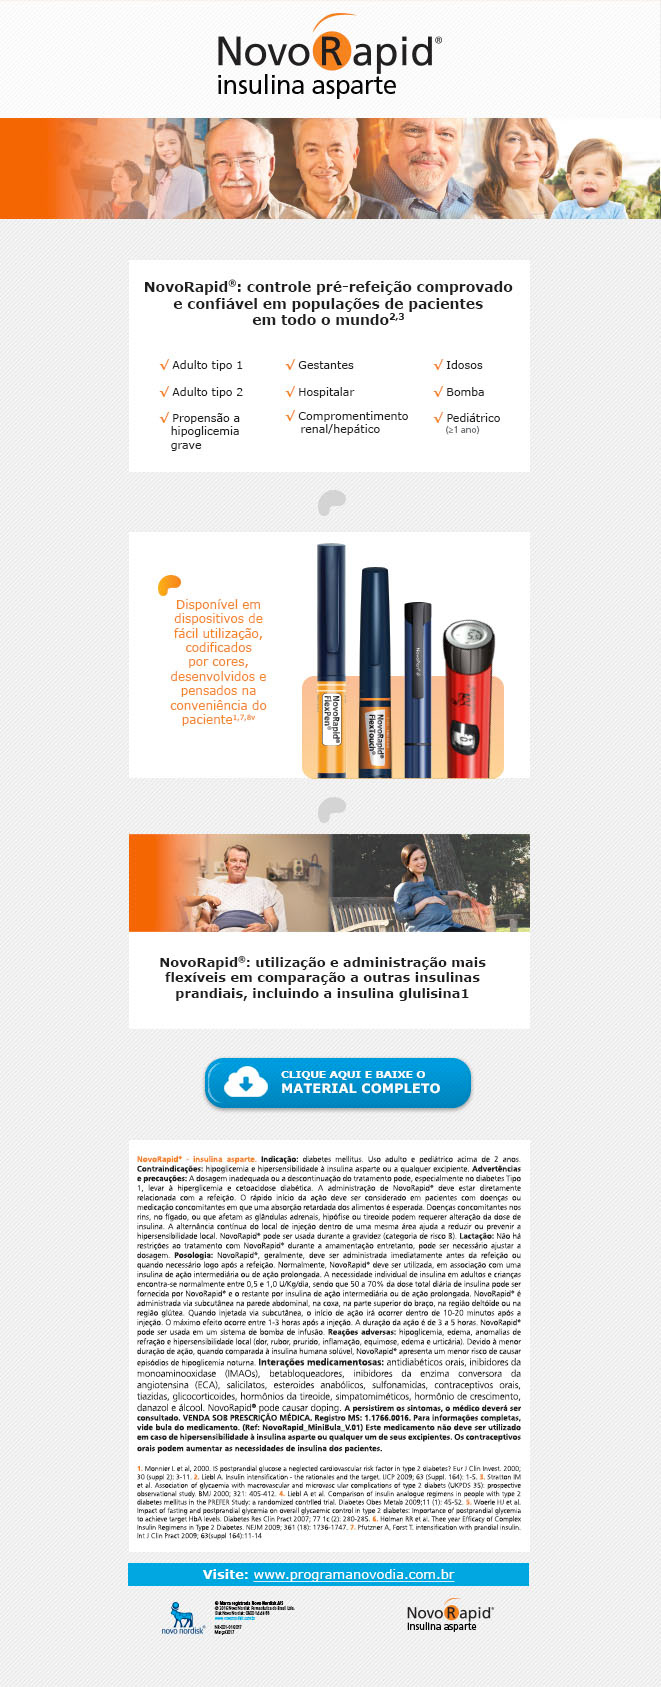 NovoRapid®
insulina asparte
NovoRapid®: controle pré-refeição comprovado
e confiável em populações de pacientes
em todo o mundo2,3
√ Adulto tipo 1
√ Gestantes
√ Idosos
√ Adulto tipo 2
√ Hospitalar
√ Bomba
√ Propensão a
hipoglicemia
grave
√ Compromentimento
renal/hepático
√ Pediátrico
(≥1 ano)
Disponível em
dispositivos de
fácil utilização,
codificados
por cores,
desenvolvidos e
pensados na
conveniência do
paciente1,7,8v
NovoRapid®
FlexPen®
NovoRapid®
FlexTouch®
NovoRapid®: utilização e administração mais
flexíveis em comparação a outras insulinas
prandiais, incluindo a insulina glulisina1
CLIQUE AQUI E BAIXE O
MATERIAL COMPLETO
NovoRapid® - insulina asparte. Indicação: diabetes mellitus. Uso adulto e pediátrico acima de 2 anos.
Contraindicações: hipoglicemia e hipersensibilidade à insulina asparte ou a qualquer excipiente. Advertências
e precauções: A dosagem inadequada ou a descontinuação do tratamento pode, especialmente no diabetes Tipo
1, levar à hiperglicemia e cetoacidose diabética. A administração de NovoRapid® deve estar diretamente
relacionada com a refeição. O rápido início da ação deve ser considerado em pacientes com doenças ou
medicação concomitantes em que uma absorção retardada dos alimentos é esperada. Doenças concomitantes nos
rins, no fígado, ou que afetam as glândulas adrenais, hipófise ou tireoide podem requerer alteração da dose de
insulina. A alternância contínua do local de injeção dentro de uma mesma área ajuda a reduzir ou prevenir a
hipersensibilidade local. NovoRapid® pode ser usada durante a gravidez (categoria de risco B). Lactação: Não há
restrições ao tratamento com NovoRapid® durante a amamentação entretanto, pode ser necessário ajustar a
dosagem. Posologia: NovoRapid®, geralmente, deve ser administrada imediatamente antes da refeição ou
quando necessário logo após a refeição. Normalmente, NovoRapid® deve ser utilizada, em associação com uma
insulina de ação intermediária ou de ação prolongada. A necessidade individual de insulina em adultos e crianças
encontra-se normalmente entre 0,5 e 1,0 U/Kg/dia, sendo que 50 a 70% da dose total diária de insulina pode ser
fornecida por NovoRapid® e o restante por insulina de ação intermediária ou de ação prolongada. NovoRapid® é
administrada via subcutânea na parede abdominal, na coxa, na parte superior do braço, na região deltóide ou na
região glútea. Quando injetada via subcutânea, o início de ação irá ocorrer dentro de 10-20 minutos após a
injeção. O máximo efeito ocorre entre 1-3 horas após a injeção. A duração da ação é de 3 a 5 horas. NovoRapid®
pode ser usada em um sistema de bomba de infusão. Reações adversas: hipoglicemia, edema, anomalias de
refração e hipersensibilidade local (dor, rubor, prurido, inflamação, equimose, edema e urticária). Devido à menor
duração de ação, quando comparada à insulina humana solúvel, NovoRapid® apresenta um menor risco de causar
episódios de hipoglicemia noturna. Interações medicamentosas: antidiabéticos orais, inibidores da
monoaminooxidase (IMAOs), betabloqueadores, inibidores da enzima conversora da
angiotensina (ECA), salicilatos, esteroides anabólicos, sulfonamidas, contraceptivos orais,
tiazidas, glicocorticoides, hormônios da tireoide, simpatomiméticos, hormônio de crescimento,
danazol e álcool. NovoRapid® pode causar doping. A persistirem os sintomas, o médico deverá ser
consultado. VENDA SOB PRESCRIÇÃO MÉDICA. Registro MS: 1.1766.0016. Para informações completas,
vide bula do medicamento. (Ref: NovoRapid_MiniBula_V.01) Este medicamento não deve ser utilizado
em caso de hipersensibilidade à insulina asparte ou qualquer um de seus excipientes. Os contraceptivos
orais podem aumentar as necessidades de insulina dos pacientes.
1. Monnier L et al, 2000. IS postprandial glucose a neglected cardiovascular risk factor in type 2 diabetes? Eur J Clin Invest. 2000;
30 (suppl 2): 3-11. 2. Liebl A. Insulin intensification - the rationales and the target. IJCP 2009; 63 (Suppl. 164): 1-5. 3. Stratton IM
et al. Association of glycaemia with macrovascular and microvascular complications of type 2 diabets (UKPDS 35): prospective
observational study. BMJ 2000; 321: 405-412. 4. Liebl A et al. Comparison of insulin analogue regimens in people with type 2
diabetes mellitus in the PREFER Study: a randomized contrlled trial. Diabetes Obes Metab 2009;11 (1): 45-52. 5. Woerle HJ et al.
Impact of fasting and postprandial glycemia on overall glycaemic control in type 2 diabetes: Importance of postprandial glycemia
to achieve target HbA levels. Diabetes Res Clin Pract 2007; 77 1c (2): 280-285. 6. Holman RR et al. Thee year Efficacy of Complex
Insulin Regimens in Type 2 Diabetes. NEJM 2009; 361 (18): 1736-1747. 7. Pfutzner A, Forst T. intensification with prandial insulin.
Int J Clin Pract 2009; 63(suppl 164):11-14
Visite: www.programanovodia.com.br
novo nordisk®
® Marca registrada Novo Nordisk A/S
NovoRapid®
insulina asparte